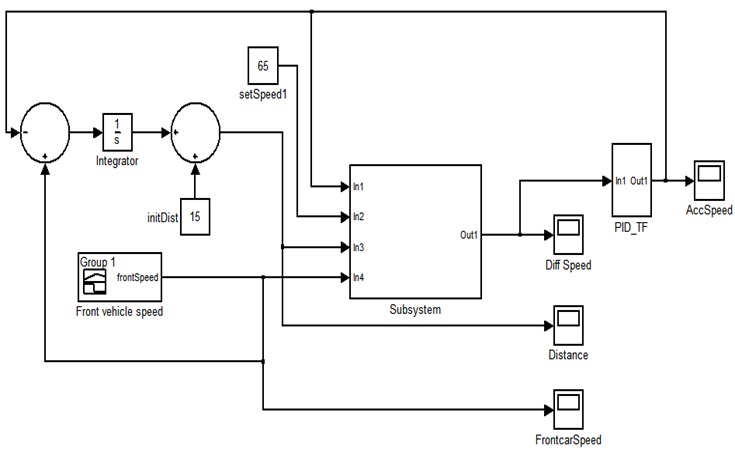 65
setSpeed1
-
+
1
s
Integrator
+
+
initDist
15
In1
In2
In3
In4
Out1
Subsystem
In1 Out1
PID_TF
AccSpeed
Diff Speed
Group 1
frontSpeed
Front vehicle speed
Distance
FrontcarSpeed